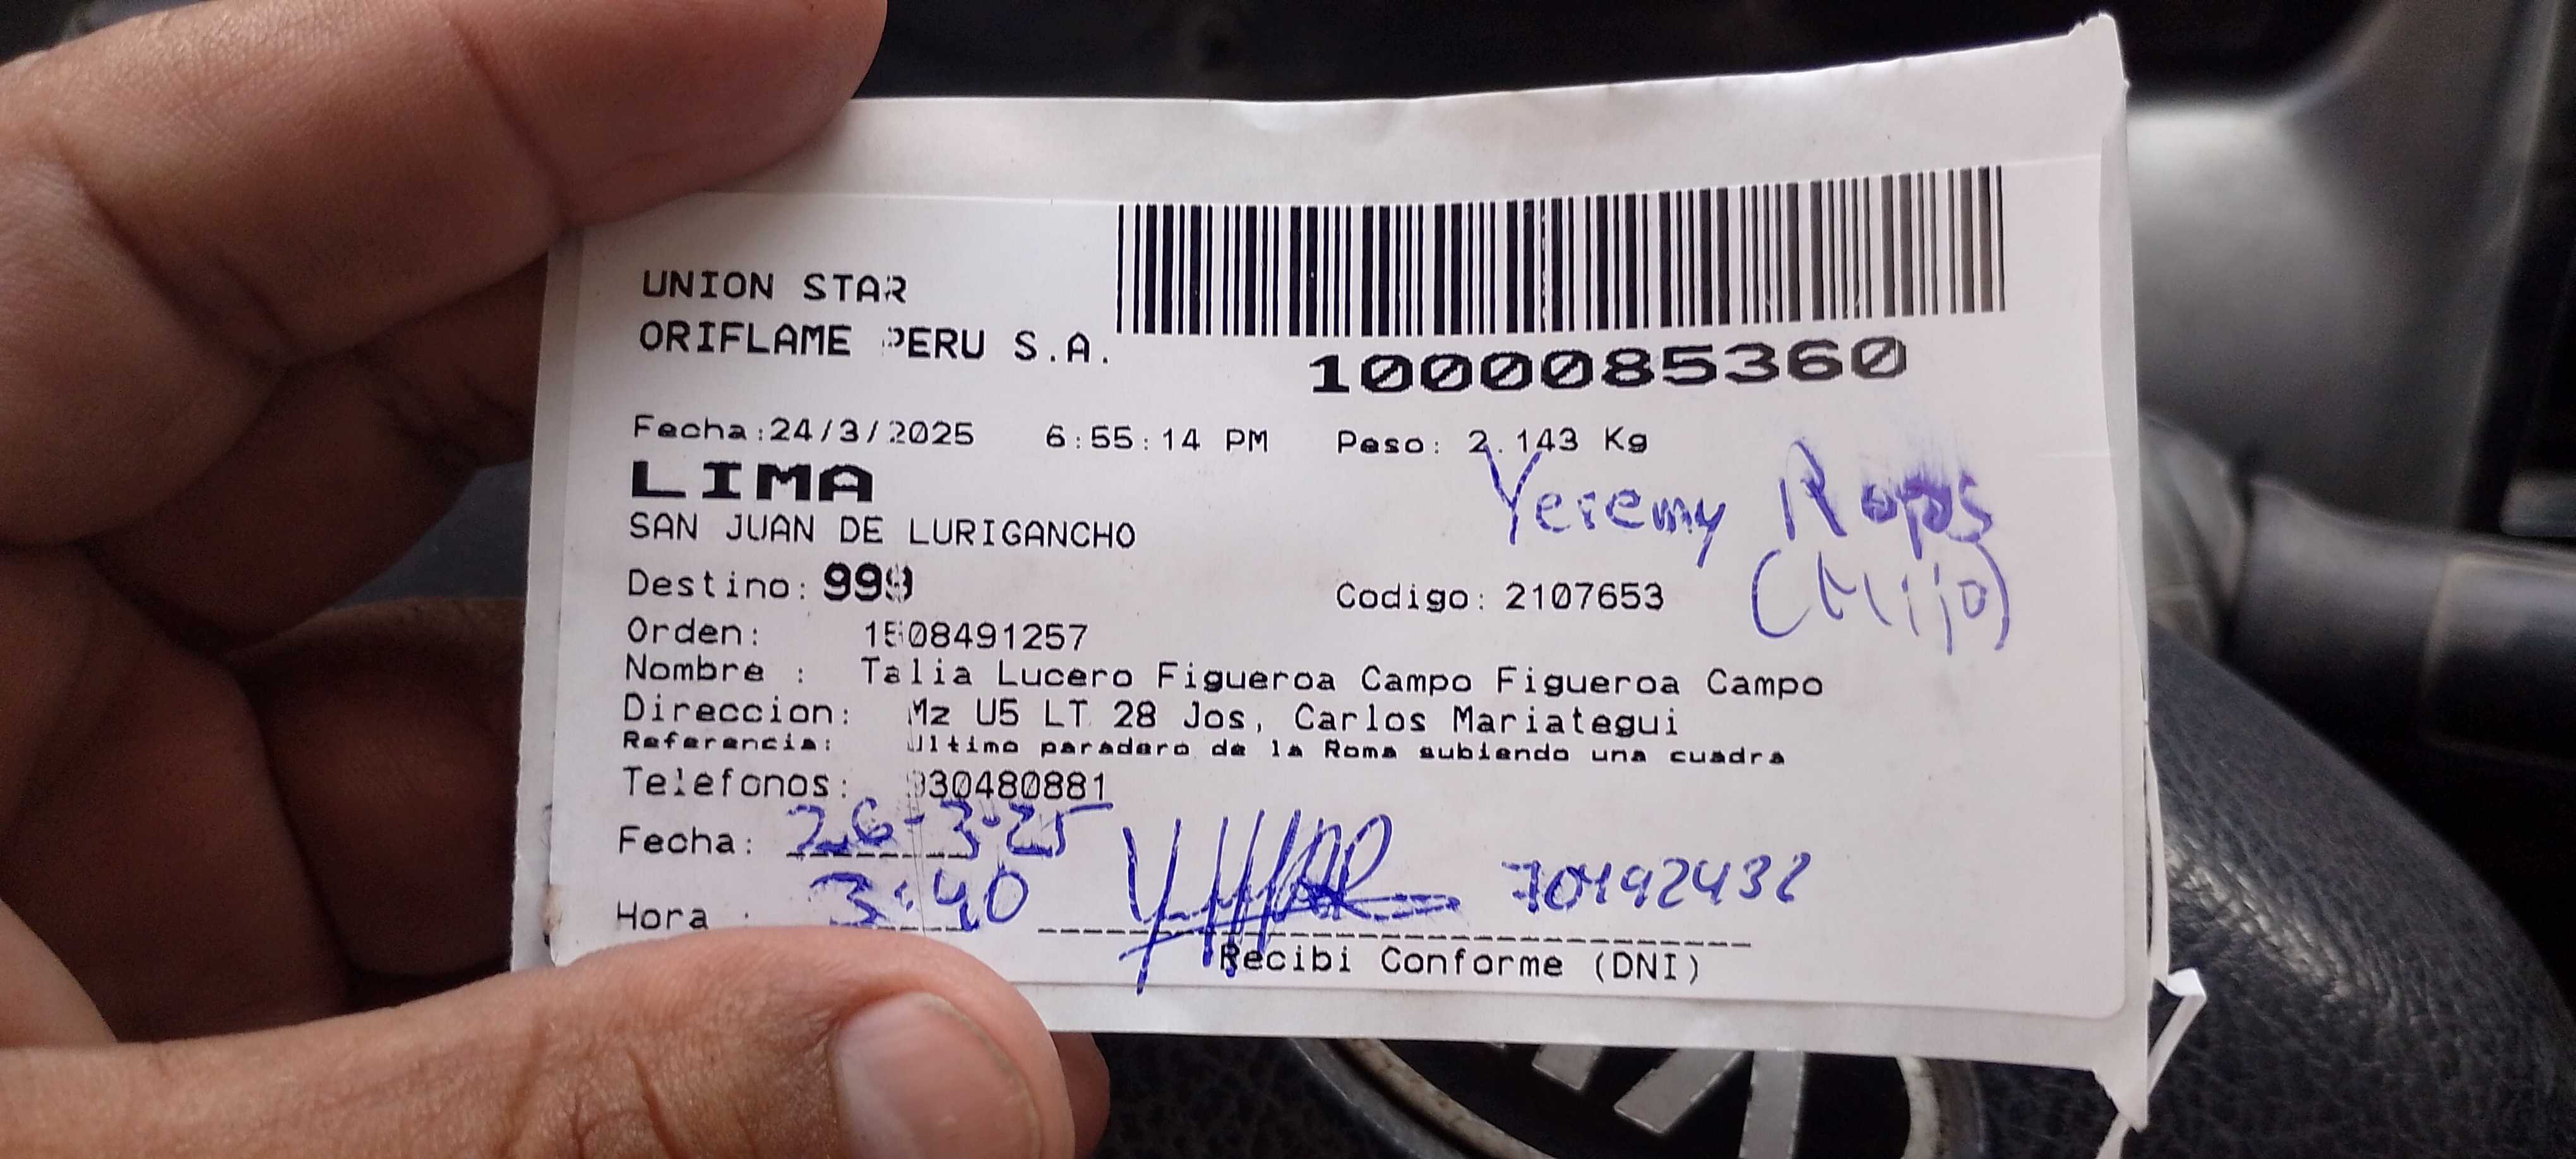 UNION STAR
ORIFLAME PERU S.A.
1000085360
Fecha:24/3/2025 6:55:14 PM Peso: 2.143 Kg
LIMA
Yeremy Rojas
SAN JUAN DE LURIGANCHO
(Hijo)
Destino: 999 Codigo: 2107653
Orden: 1508491257
Nombre : Talia Lucero Figueroa Campo Figueroa Campo
Direccion: Mz U5 LT 28 Jos, Carlos Mariategui
Referencia: Ultimo paradero de la Roma subiendo una cuadra
Telefonos: 930480881
Fecha: 26-3-25
Hora : 3:40 70192432
Recibi Conforme (DNI)